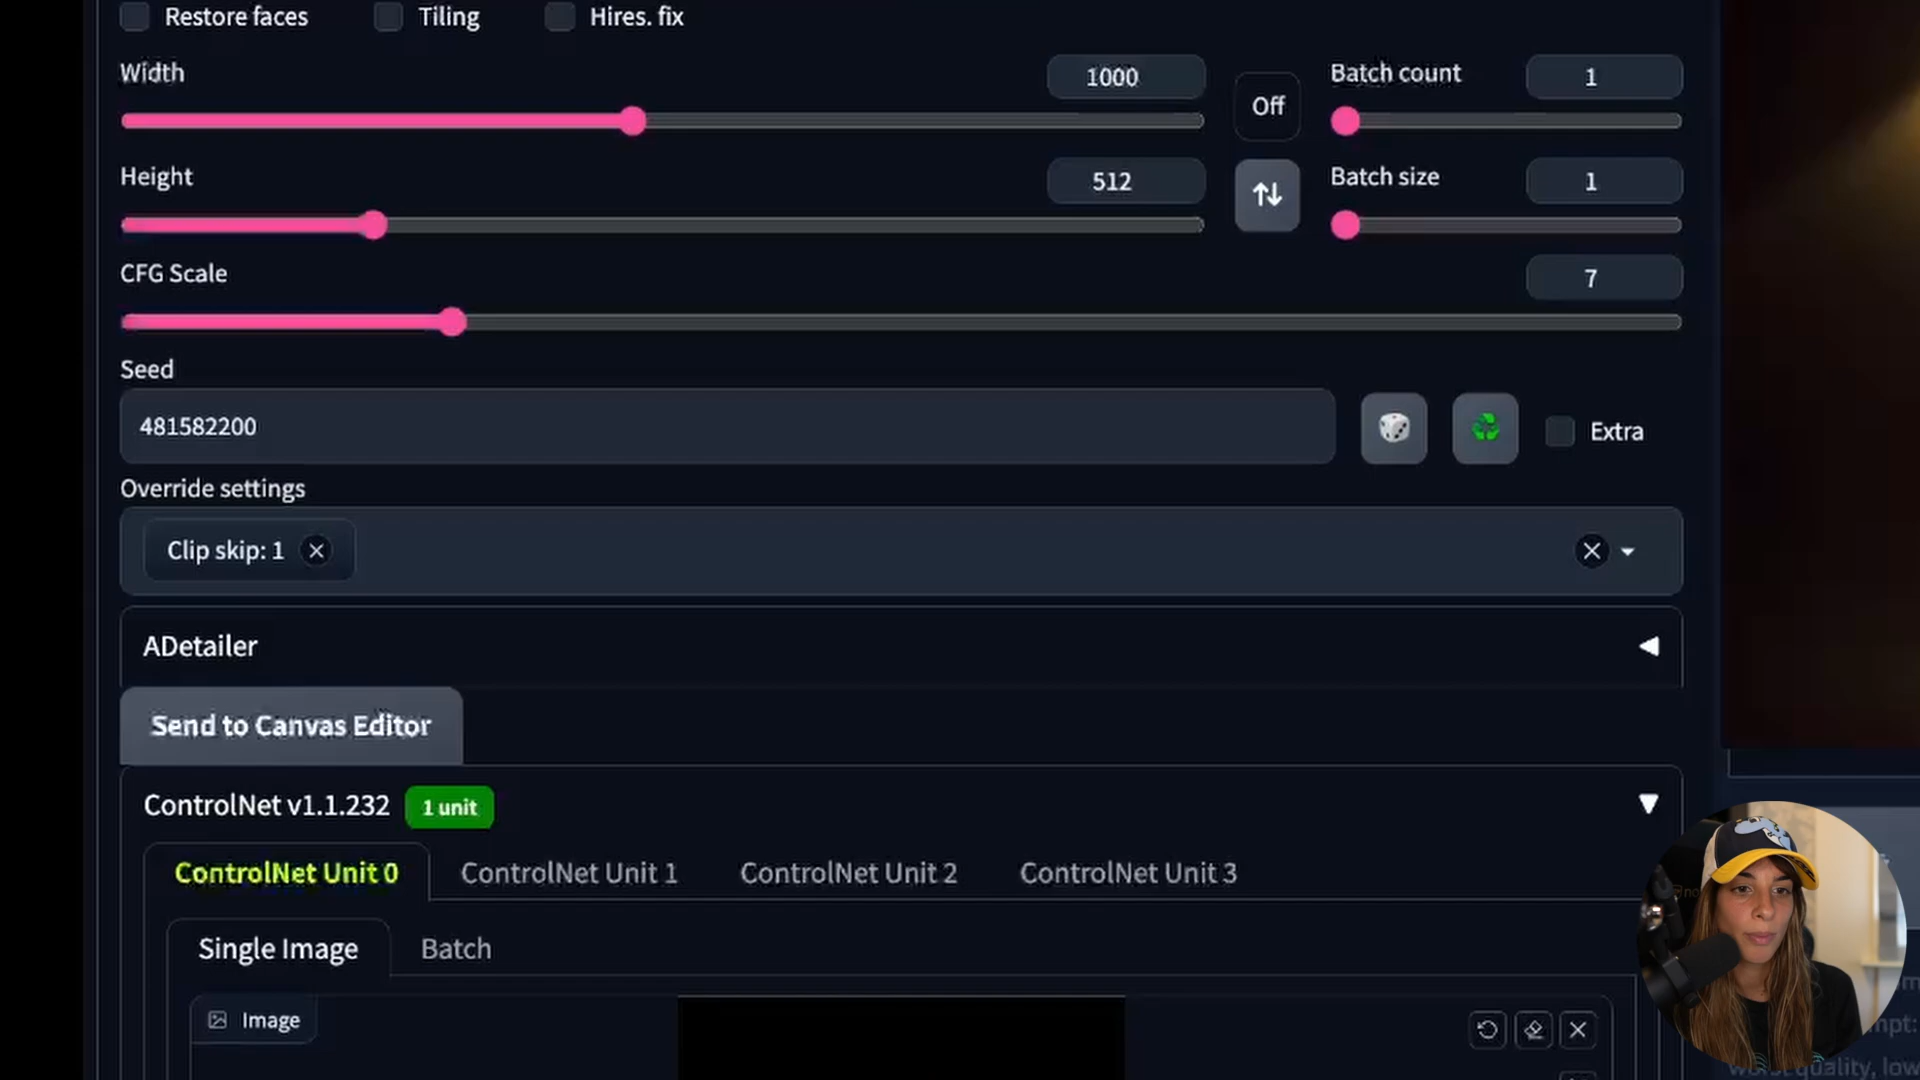 Restore faces Tiling Hires. fix
Width 1000 Off Batch count 1
Height 512 Batch size 1
CFG Scale 7
Seed
481582200 Extra
Override settings
Clip skip: 1
ADetailer
Send to Canvas Editor
ControlNet v1.1.232 1 unit
ControlNet Unit 0 ControlNet Unit 1 ControlNet Unit 2 ControlNet Unit 3
Single Image Batch
Image
quality, low